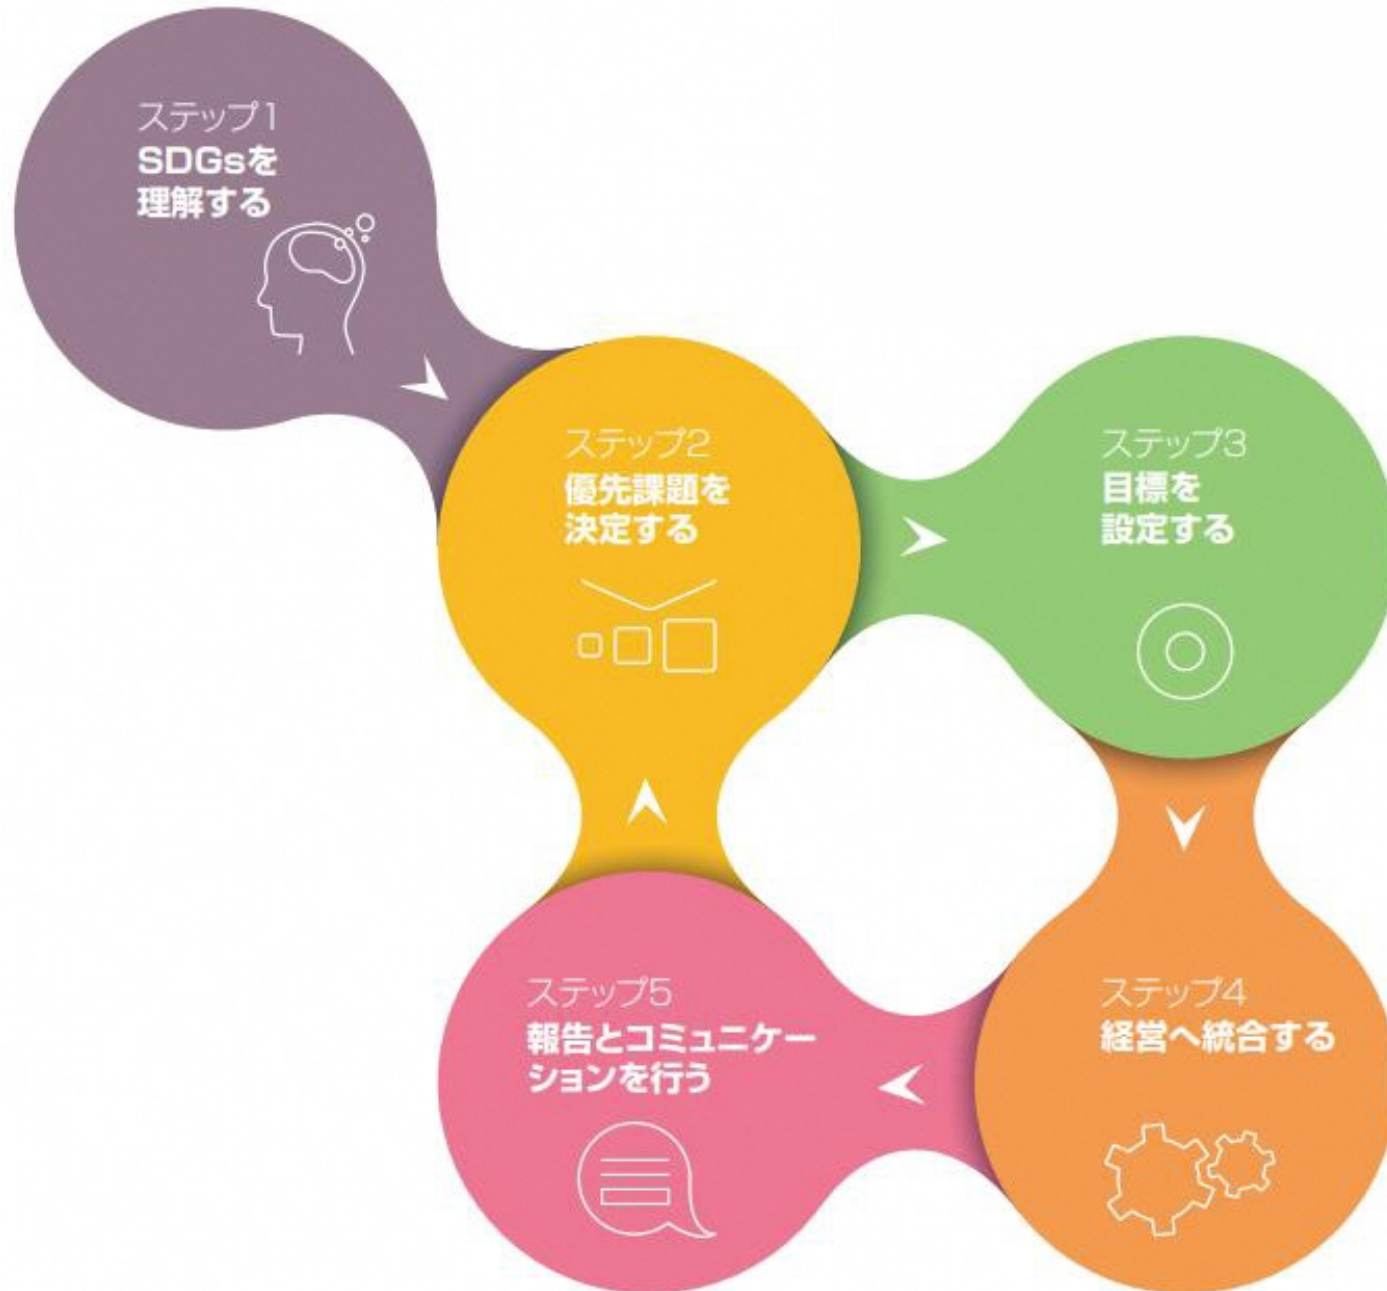 ステップ1
SDGsを
理解する
ステップ2
優先課題を
決定する
ステップ3
目標を
設定する
ステップ4
経営へ統合する
ステップ5
報告とコミュニケー
ションを行う